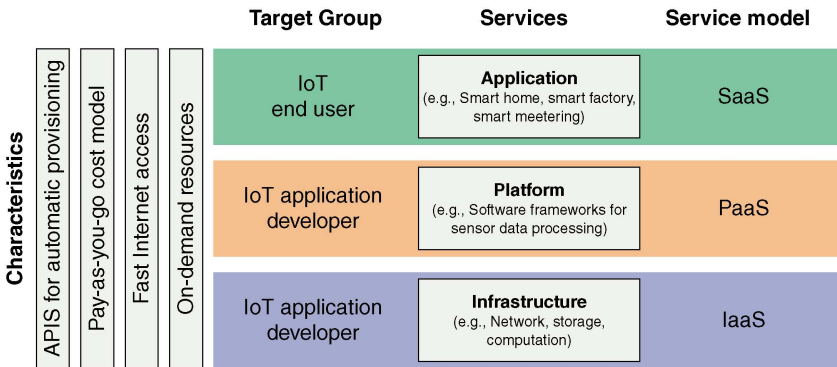 Target Group
Services
Service model
Characteristics
APIS for automatic provisioning
Pay-as-you-go cost model
Fast Internet access
On-demand resources
IoT
end user
Application
(e.g., Smart home, smart factory,
smart meetering)
SaaS
IoT application
developer
Platform
(e.g., Software frameworks for
sensor data processing)
PaaS
IoT application
developer
Infrastructure
(e.g., Network, storage,
computation)
IaaS